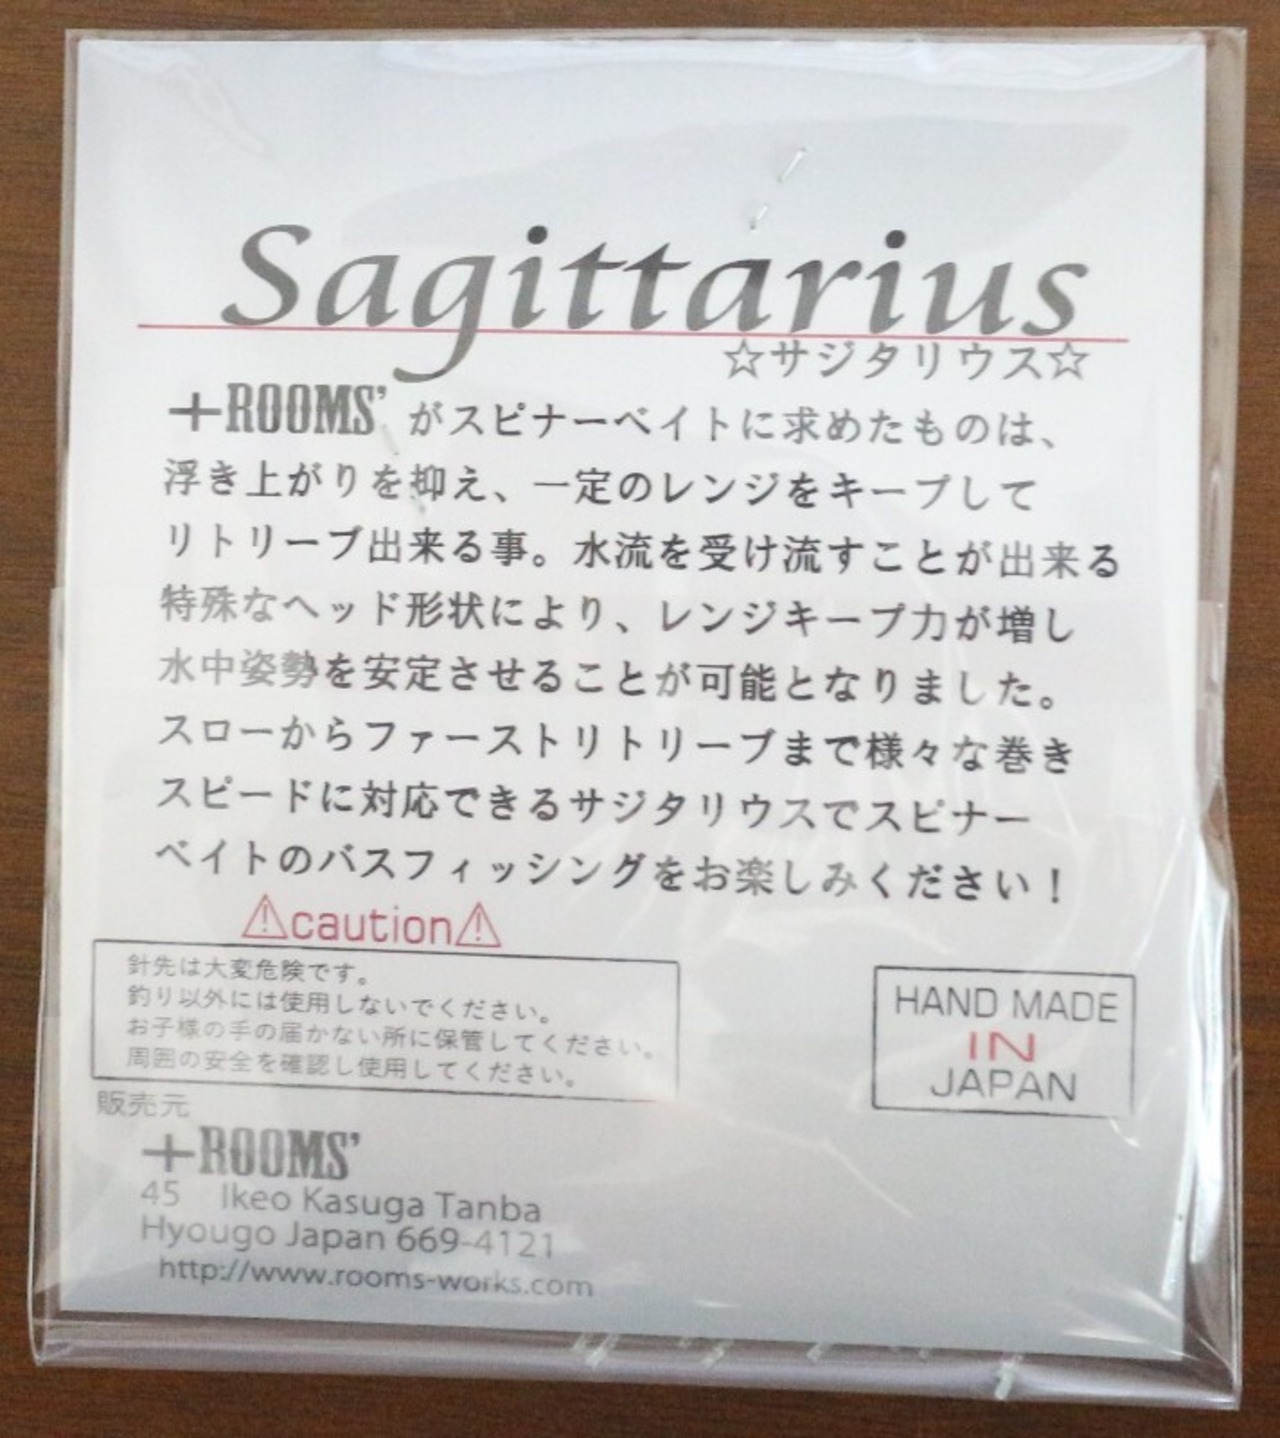 Sagittarius
☆サジタリウス☆
+ROOMS' がスピナーベイトに求めたものは、
浮き上がりを抑え、一定のレンジをキープして
リトリーブ出来る事。水流を受け流すことが出来る
特殊なヘッド形状により、レンジキープ力が増し
水中姿勢を安定させることが可能となりました。
スローからファーストリトリーブまで様々な巻き
スピードに対応できるサジタリウスでスピナー
ベイトのバスフィッシングをお楽しみください！
⚠caution⚠
針先は大変危険です。
釣り以外には使用しないでください。
お子様の手の届かない所に保管してください。
周囲の安全を確認し使用してください。
HAND MADE
IN
JAPAN
販売元
+ROOMS'
45 Ikeo Kasuga Tanba
Hyougo Japan 669-4121
http://www.rooms-works.com